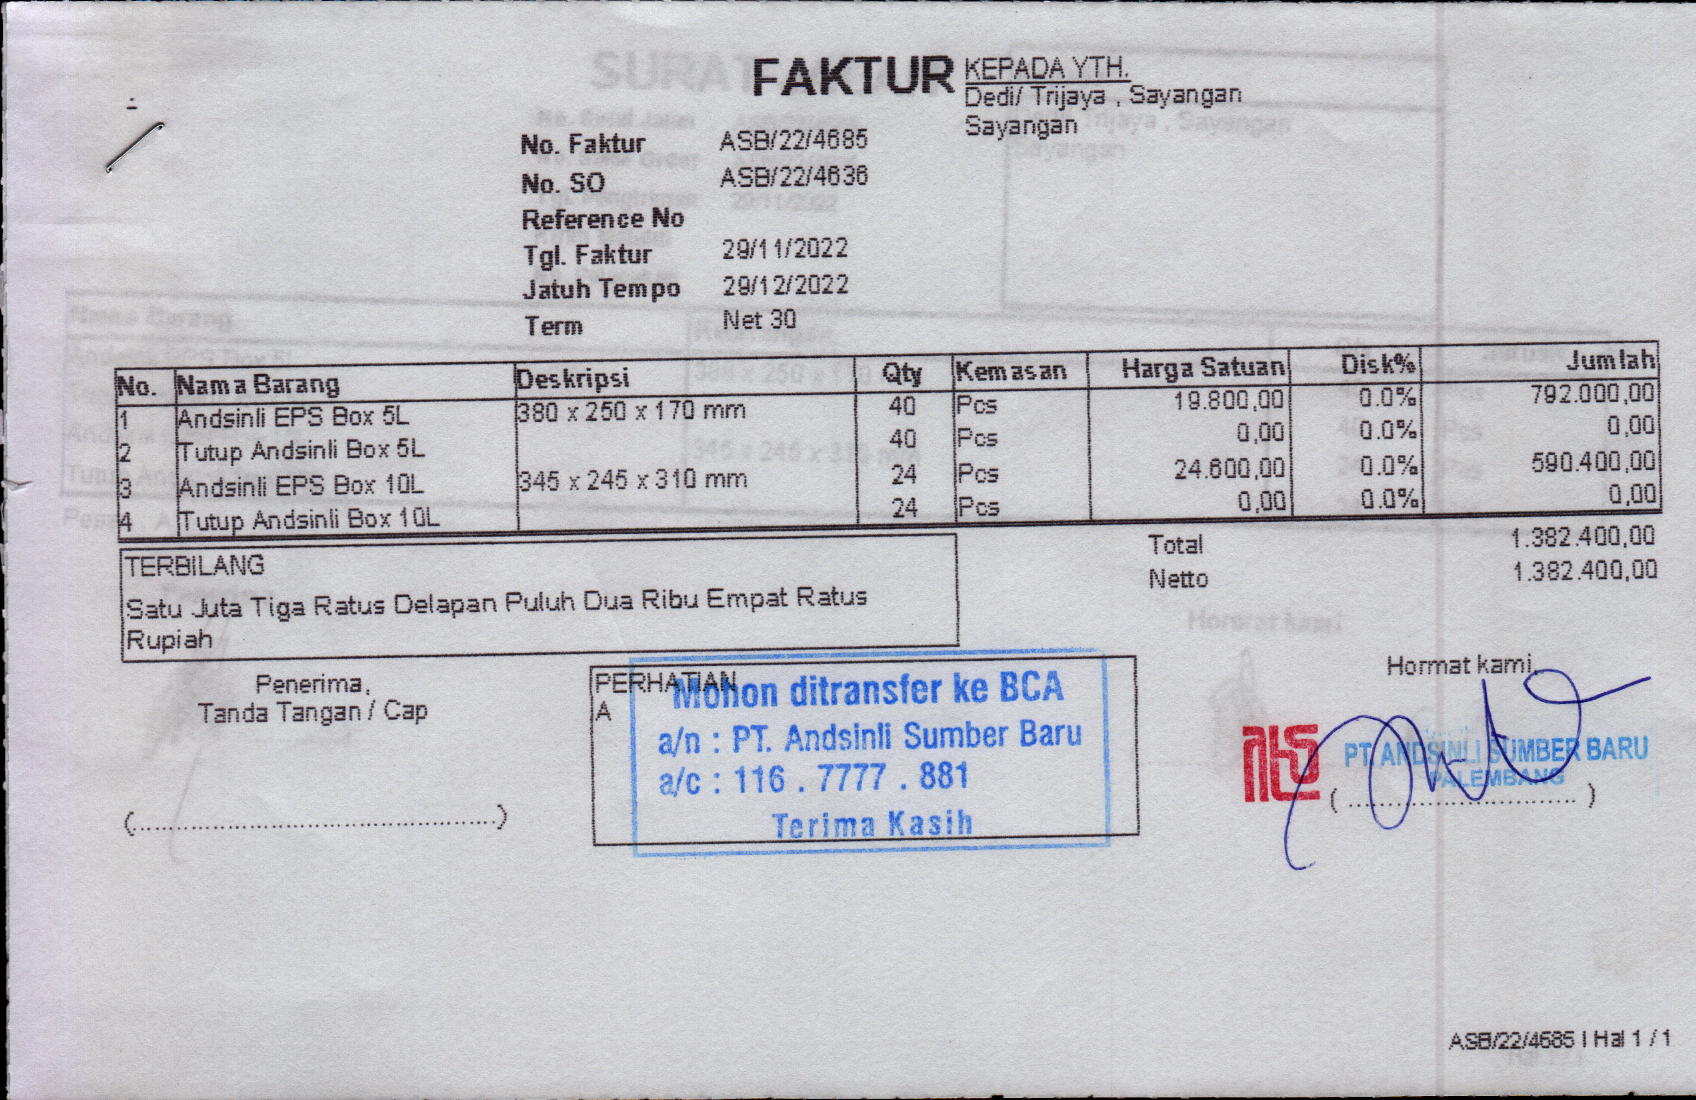 FAKTUR
KEPADA YTH.
Dedi/ Trijaya , Sayangan
Sayangan
No. Faktur ASB/22/4685
No. SO ASB/22/4636
Reference No
Tgl. Faktur 29/11/2022
Jatuh Tempo 29/12/2022
Term Net 30
No. Nama Barang Deskripsi Qty Kemasan Harga Satuan Disk% Jumlah
1 Andsinli EPS Box 5L 380 x 250 x 170 mm 40 Pcs 19.800,00 0.0% 792.000,00
2 Tutup Andsinli Box 5L 40 Pcs 0,00 0.0% 0,00
3 Andsinli EPS Box 10L 345 x 245 x 310 mm 24 Pcs 24.600,00 0.0% 590.400,00
4 Tutup Andsinli Box 10L 24 Pcs 0,00 0.0% 0,00
Total 1.382.400,00
Netto 1.382.400,00
TERBILANG
Satu Juta Tiga Ratus Delapan Puluh Dua Ribu Empat Ratus
Rupiah
Penerima,
Tanda Tangan / Cap
(................................................)
PERHATIAN
A
Mohon ditransfer ke BCA
a/n : PT. Andsinli Sumber Baru
a/c : 116 . 7777 . 881
Terima Kasih
Hormat kami,
PT. ANDSINLI SUMBER BARU
PALEMBANG
( .............................. )
ASB/22/4685 | Hal 1 / 1